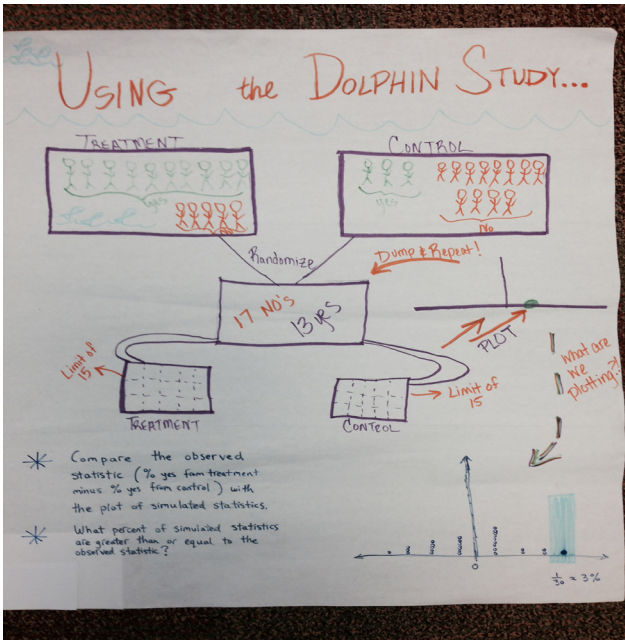 USING the DOLPHIN STUDY...
TREATMENT
CONTROL
yes
yes
No
No
Randomize
Dump & Repeat!
17 NO'S 13 YES
PLOT
What are
we
plotting?!
Limit of
15
Limit of
15
TREATMENT
CONTROL
Compare the observed
statistic (% yes from treatment
minus % yes from control) with
the plot of simulated statistics.
What percent of simulated statistics
are greater than or equal to the
observed statistic?
0
1/30 = 3%